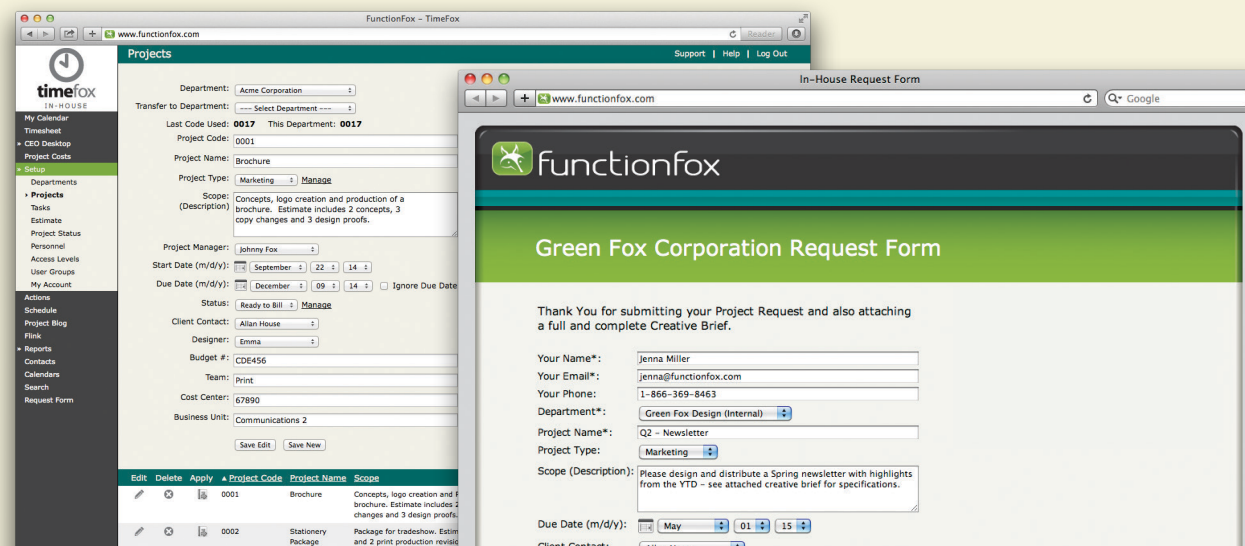 FunctionFox – TimeFox
www.functionfox.com
Reader
timefox
IN-HOUSE
My Calendar
Timesheet
CEO Desktop
Project Costs
Setup
Departments
Projects
Tasks
Estimate
Project Status
Personnel
Access Levels
User Groups
My Account
Actions
Schedule
Project Blog
Flink
Reports
Contacts
Calendars
Search
Request Form
Projects
Support | Help | Log Out
Department: Acme Corporation
Transfer to Department: --- Select Department ---
Last Code Used: 0017 This Department: 0017
Project Code: 0001
Project Name: Brochure
Project Type: Marketing Manage
Scope: (Description) Concepts, logo creation and production of a
brochure. Estimate includes 2 concepts, 3
copy changes and 3 design proofs.
Project Manager: Johnny Fox
Start Date (m/d/y): September 22 14
Due Date (m/d/y): December 09 14 Ignore Due Date
Status: Ready to Bill Manage
Client Contact: Allan House
Designer: Emma
Budget #: CDE456
Team: Print
Cost Center: 67890
Business Unit: Communications 2
Save Edit Save New
Edit Delete Apply ▲Project Code Project Name Scope
0001 Brochure Concepts, logo creation and
brochure. Estimate includes
changes and 3 design proofs.
0002 Stationery Package for tradeshow.
Package and 2 print production
In-House Request Form
www.functionfox.com
Google
functionfox
Green Fox Corporation Request Form
Thank You for submitting your Project Request and also attaching
a full and complete Creative Brief.
Your Name*: Jenna Miller
Your Email*: jenna@functionfox.com
Your Phone: 1-866-369-8463
Department*: Green Fox Design (Internal)
Project Name*: Q2 – Newsletter
Project Type: Marketing
Scope (Description): Please design and distribute a Spring newsletter with highlights
from the YTD – see attached creative brief for specifications.
Due Date (m/d/y): May 01 15
Client Contact: